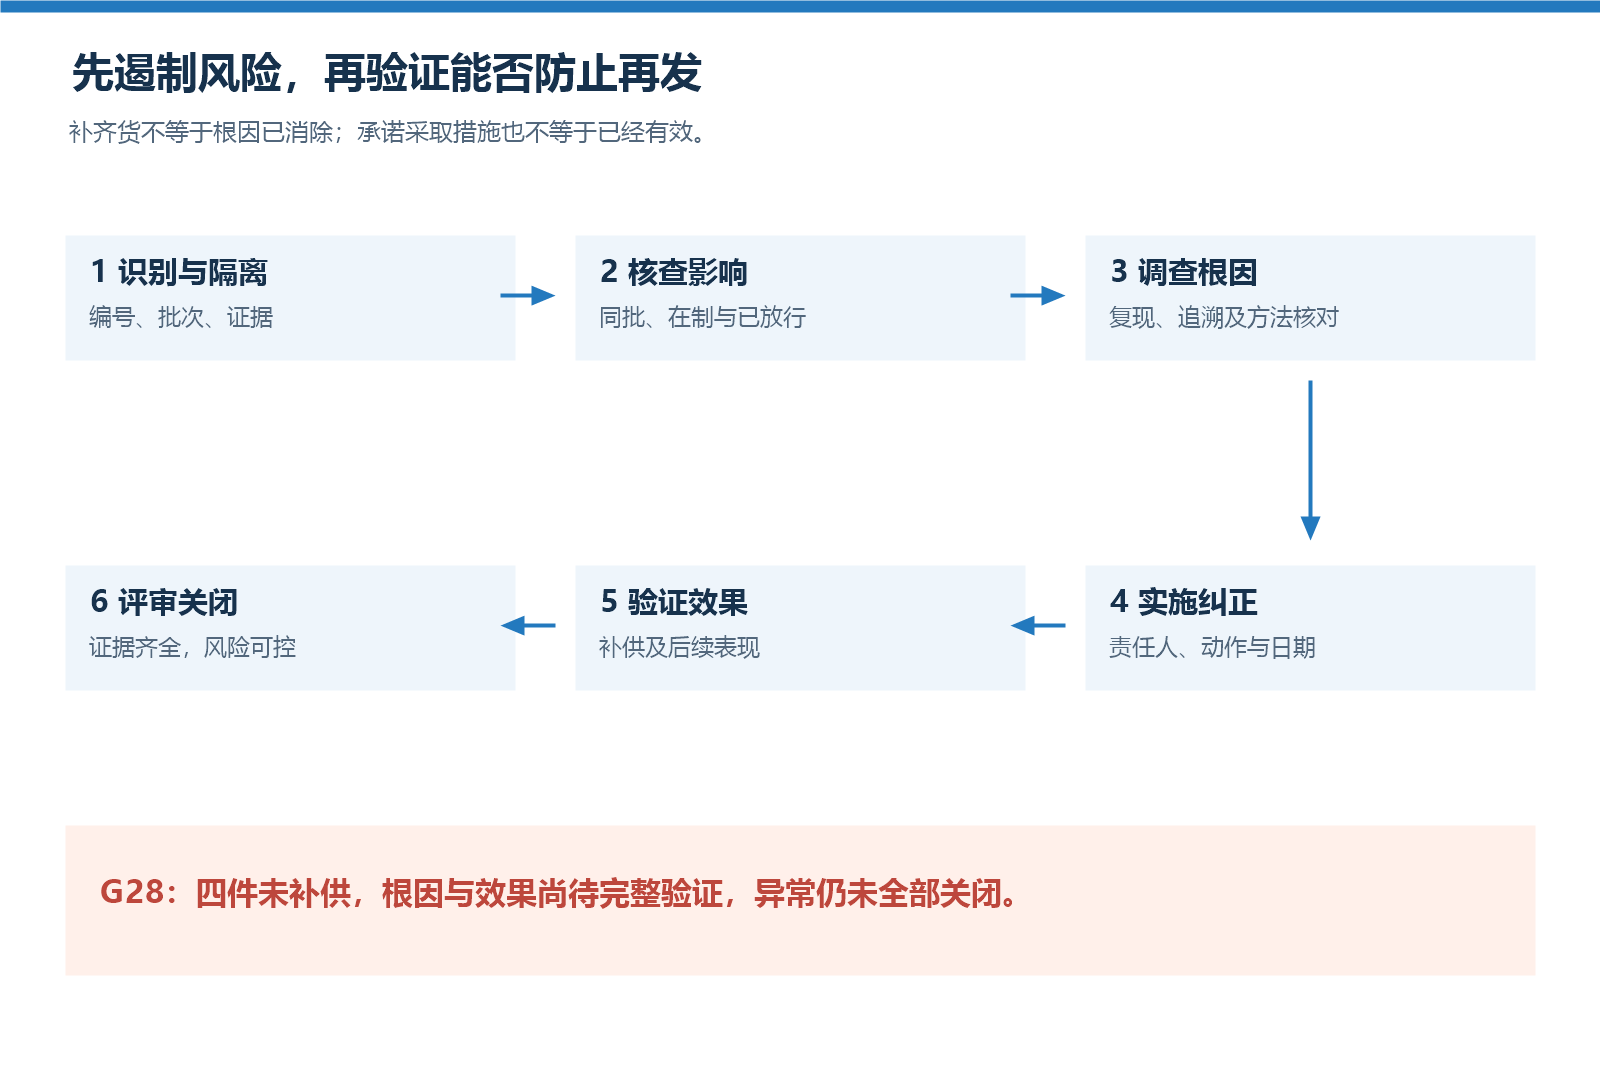 先遏制风险，再验证能否防止再发
补齐货不等于根因已消除；承诺采取措施也不等于已经有效。
1 识别与隔离
编号、批次、证据
2 核查影响
同批、在制与已放行
3 调查根因
复现、追溯及方法核对
4 实施纠正
责任人、动作与日期
5 验证效果
补供及后续表现
6 评审关闭
证据齐全，风险可控
G28：四件未补供，根因与效果尚待完整验证，异常仍未全部关闭。